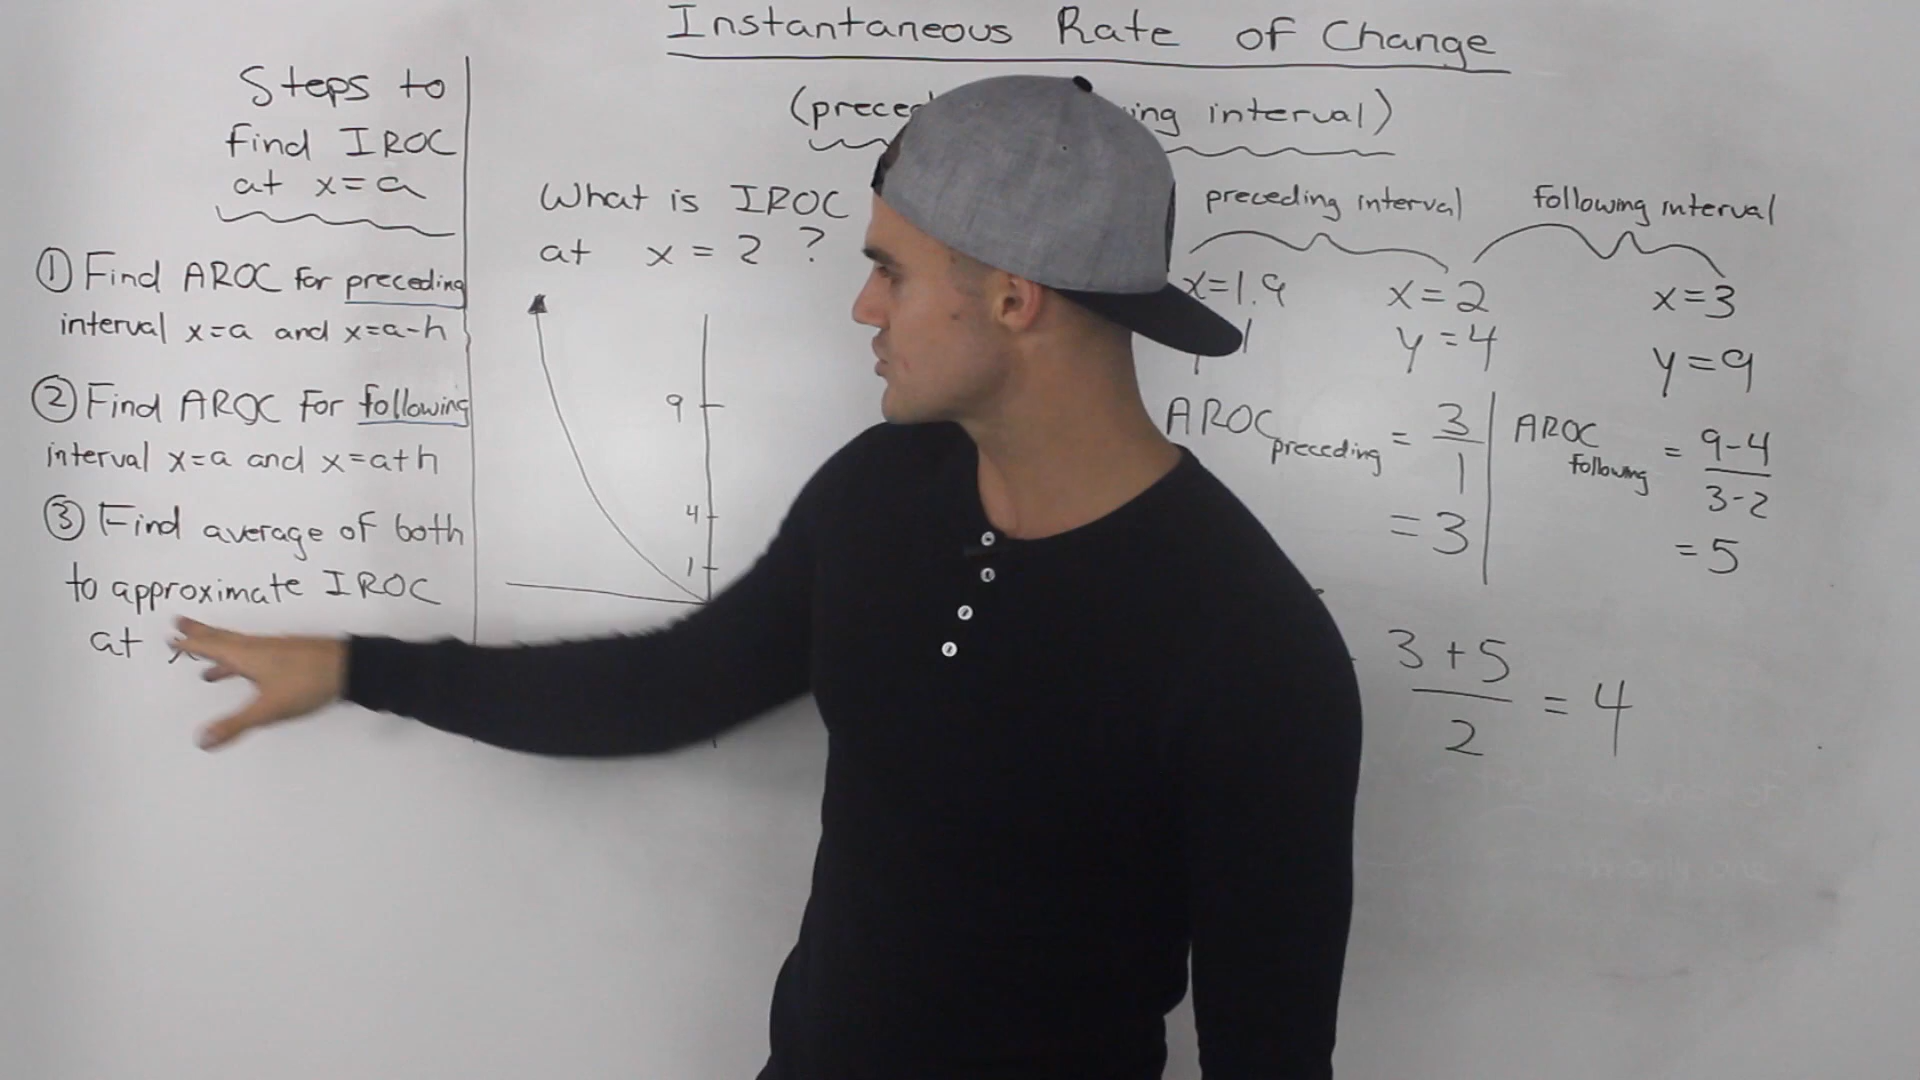 Instantaneous Rate of Change
interval)
Steps to
find IROC
at x=a
① Find AROC for preceding
interval x=a and x=a-h
② Find AROC for following
interval x=a and x=a+h
③ Find average of both
to approximate IROC
at
What is IROC
at x = 2 ?
9
4
1
preceding interval
following interval
x=1.9
x=2
x=3
y=4
y=9
AROC preceding = 3/1
= 3
AROC following = 9-4/3-2
= 5
3+5/2 = 4